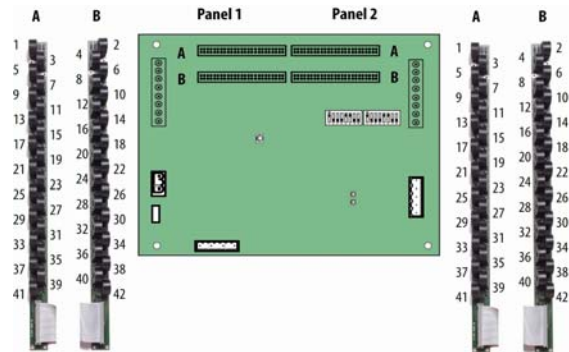 A B Panel 1 Panel 2 A B
1 2 A A 1 2
3 4 3 4
5 6 B B 5 6
7 8 7 8
9 10 9 10
11 12 11 12
13 14 13 14
15 16 15 16
17 18 17 18
19 20 19 20
21 22 21 22
23 24 23 24
25 26 25 26
27 28 27 28
29 30 29 30
31 32 31 32
33 34 33 34
35 36 35 36
37 38 37 38
39 40 39 40
41 42 41 42